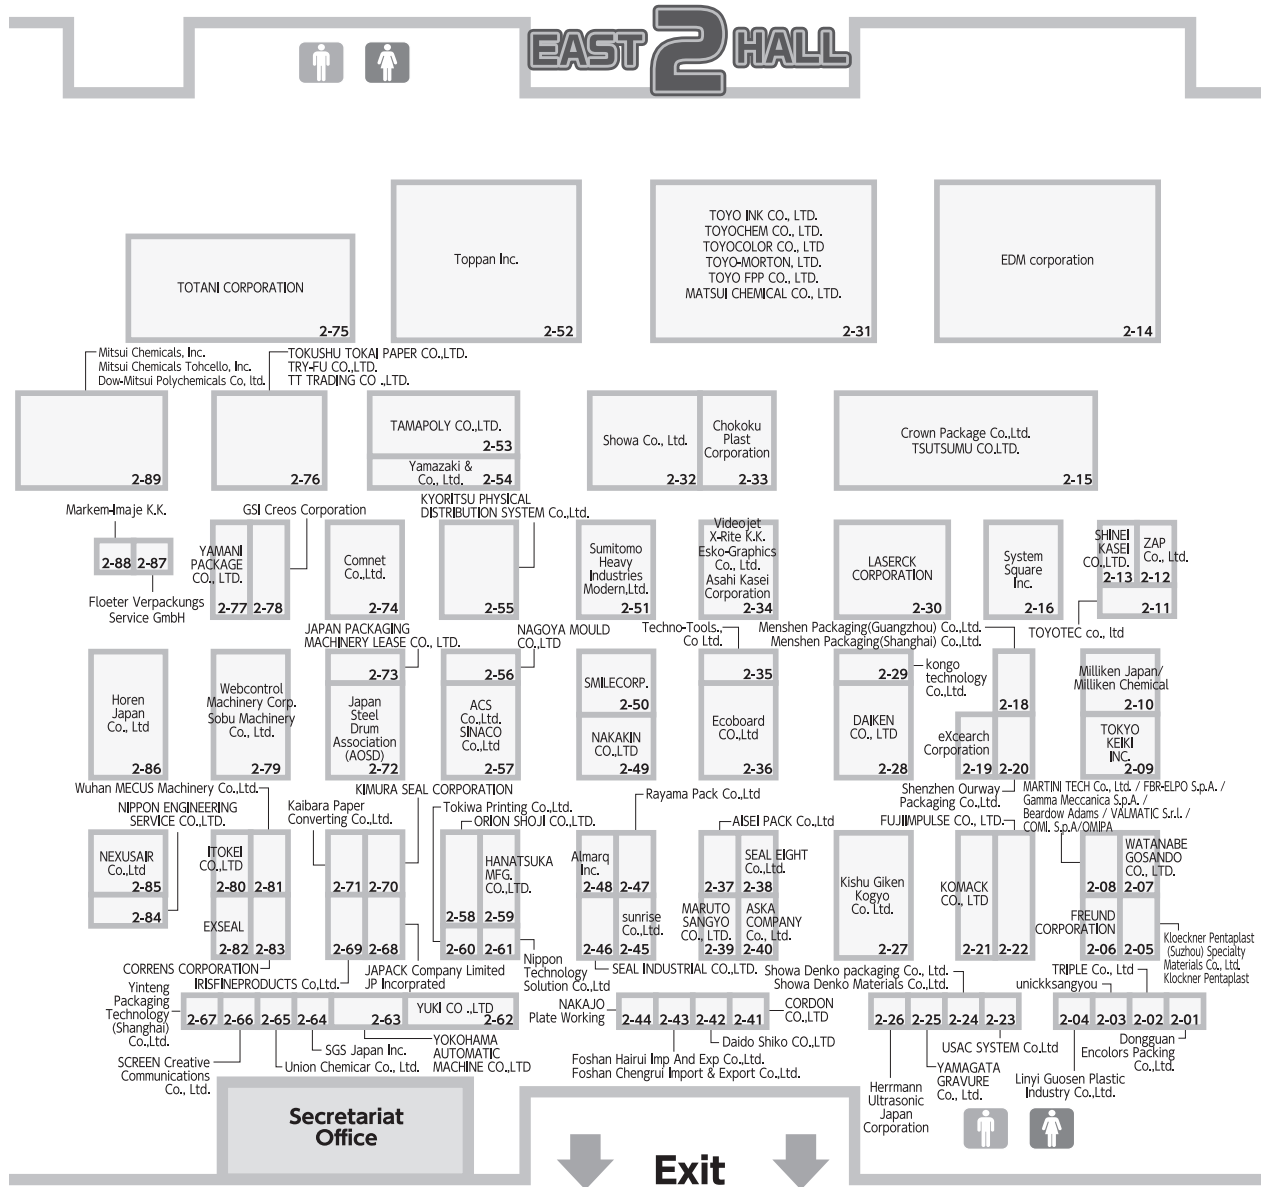 EAST 2 HALL
TOTANI CORPORATION
2-75
Toppan Inc.
2-52
TOYO INK CO., LTD.
TOYOCHEM CO., LTD.
TOYOCOLOR CO., LTD
TOYO-MORTON, LTD.
TOYO FPP CO., LTD.
MATSUI CHEMICAL CO., LTD.
2-31
EDM corporation
2-14
Mitsui Chemicals, Inc.
Mitsui Chemicals Tohcello, Inc.
Dow-Mitsui Polychemicals Co, ltd.
2-89
TOKUSHU TOKAI PAPER CO.,LTD.
TRY-FU CO.,LTD.
TT TRADING CO .,LTD.
2-76
TAMAPOLY CO.,LTD.
2-53
Yamazaki &
Co., Ltd.
2-54
Showa Co., Ltd.
2-32
Chokoku
Plast
Corporation
2-33
Crown Package Co.,Ltd.
TSUTSUMU CO.LTD.
2-15
Markem-Imaje K.K.
2-88
2-87
Floeter Verpackungs
Service GmbH
YAMANI
PACKAGE
CO., LTD.
2-77
GSI Creos Corporation
2-78
Comnet
Co.,Ltd.
2-74
KYORITSU PHYSICAL
DISTRIBUTION SYSTEM Co.,Ltd.
2-55
Sumitomo
Heavy
Industries
Modern,Ltd.
2-51
Videojet
X-Rite K.K.
Esko-Graphics
Co., Ltd.
Asahi Kasei
Corporation
2-34
LASERCK
CORPORATION
2-30
System
Square
Inc.
2-16
SHINEI
KASEI
CO.,LTD.
2-13
ZAP
Co., Ltd.
2-12
2-11
TOYOTEC co., ltd
Horen
Japan
Co., Ltd
2-86
Webcontrol
Machinery Corp.
Sobu Machinery
Co., Ltd.
2-79
JAPAN PACKAGING
MACHINERY LEASE CO., LTD.
2-73
Japan
Steel
Drum
Association
(AOSD)
2-72
NAGOYA MOULD
CO.,LTD
2-56
ACS
Co.,Ltd.
SINACO
Co.,Ltd
2-57
SMILECORP.
2-50
NAKAKIN
CO.,LTD
2-49
Techno-Tools.,
Co Ltd.
2-35
Ecoboard
CO.,Ltd
2-36
Menshen Packaging(Guangzhou) Co.,Ltd.
Menshen Packaging(Shanghai) Co.,Ltd.
2-29
kongo
technology
Co.,Ltd.
DAIKEN
CO., LTD
2-28
2-18
eXcearch
Corporation
2-19
2-20
Shenzhen Ourway
Packaging Co.,Ltd.
Milliken Japan/
Milliken Chemical
2-10
TOKYO
KEIKI
INC.
2-09
Wuhan MECUS Machinery Co.,Ltd.
NIPPON ENGINEERING
SERVICE CO.,LTD.
NEXUSAIR
Co.,Ltd
2-85
2-84
ITOKEI
CO.,LTD
2-80
2-81
EXSEAL
2-82
2-83
CORRENS CORPORATION
Kaibara Paper
Converting Co.,Ltd.
KIMURA SEAL CORPORATION
2-71
2-70
2-69
2-68
IRISFINEPRODUCTS Co,Ltd.
JAPACK Company Limited
JP Incorprated
Tokiwa Printing Co.,Ltd.
ORION SHOJI CO.,LTD.
2-58
HANATSUKA
MFG.
CO.,LTD.
2-59
2-60
2-61
Nippon
Technology
Solution Co.,Ltd
Rayama Pack Co.,Ltd
Almarq
Inc.
2-48
2-47
2-46
sunrise
Co.,Ltd.
2-45
SEAL INDUSTRIAL CO.,LTD.
AISEI PACK Co.,Ltd
2-37
SEAL EIGHT
Co.,Ltd.
2-38
MARUTO
SANGYO
CO., LTD.
2-39
ASKA
COMPANY
Co., Ltd.
2-40
Kishu Giken
Kogyo
Co. Ltd.
2-27
FUJIIMPULSE CO., LTD.
KOMACK
CO., LTD
2-21
2-22
MARTINI TECH Co., Ltd. / FBR-ELPO S.p.A. /
Gamma Meccanica S.p.A. /
Beardow Adams / VALMATIC S.r.l. /
COMI. S.p.A/OMIPA
2-08
WATANABE
GOSANDO
CO., LTD.
2-07
FREUND
CORPORATION
2-06
2-05
Kloeckner Pentaplast
(Suzhou) Specialty
Materials Co., Ltd.
Klockner Pentaplast
Yinteng
Packaging
Technology
(Shanghai)
Co.,Ltd.
2-67
2-66
2-65
2-64
2-63
YUKI CO .,LTD
2-62
SCREEN Creative
Communications
Co., Ltd.
Union Chemicar Co., Ltd.
SGS Japan Inc.
YOKOHAMA
AUTOMATIC
MACHINE CO.,LTD
NAKAJO
Plate Working
2-44
2-43
2-42
2-41
CORDON
CO.,LTD
Daido Shiko CO.,LTD
Foshan Hairui Imp And Exp Co.,Ltd.
Foshan Chengrui Import & Export Co.,Ltd.
Showa Denko packaging Co., Ltd.
Showa Denko Materials Co.,Ltd.
2-26
2-25
2-24
2-23
USAC SYSTEM Co.Ltd
YAMAGATA
GRAVURE
Co., Ltd.
Herrmann
Ultrasonic
Japan
Corporation
TRIPLE Co., Ltd
unickksangyou
2-04
2-03
2-02
2-01
Dongguan
Encolors Packing
Co.,Ltd.
Linyi Guosen Plastic
Industry Co.,Ltd.
Secretariat
Office
Exit